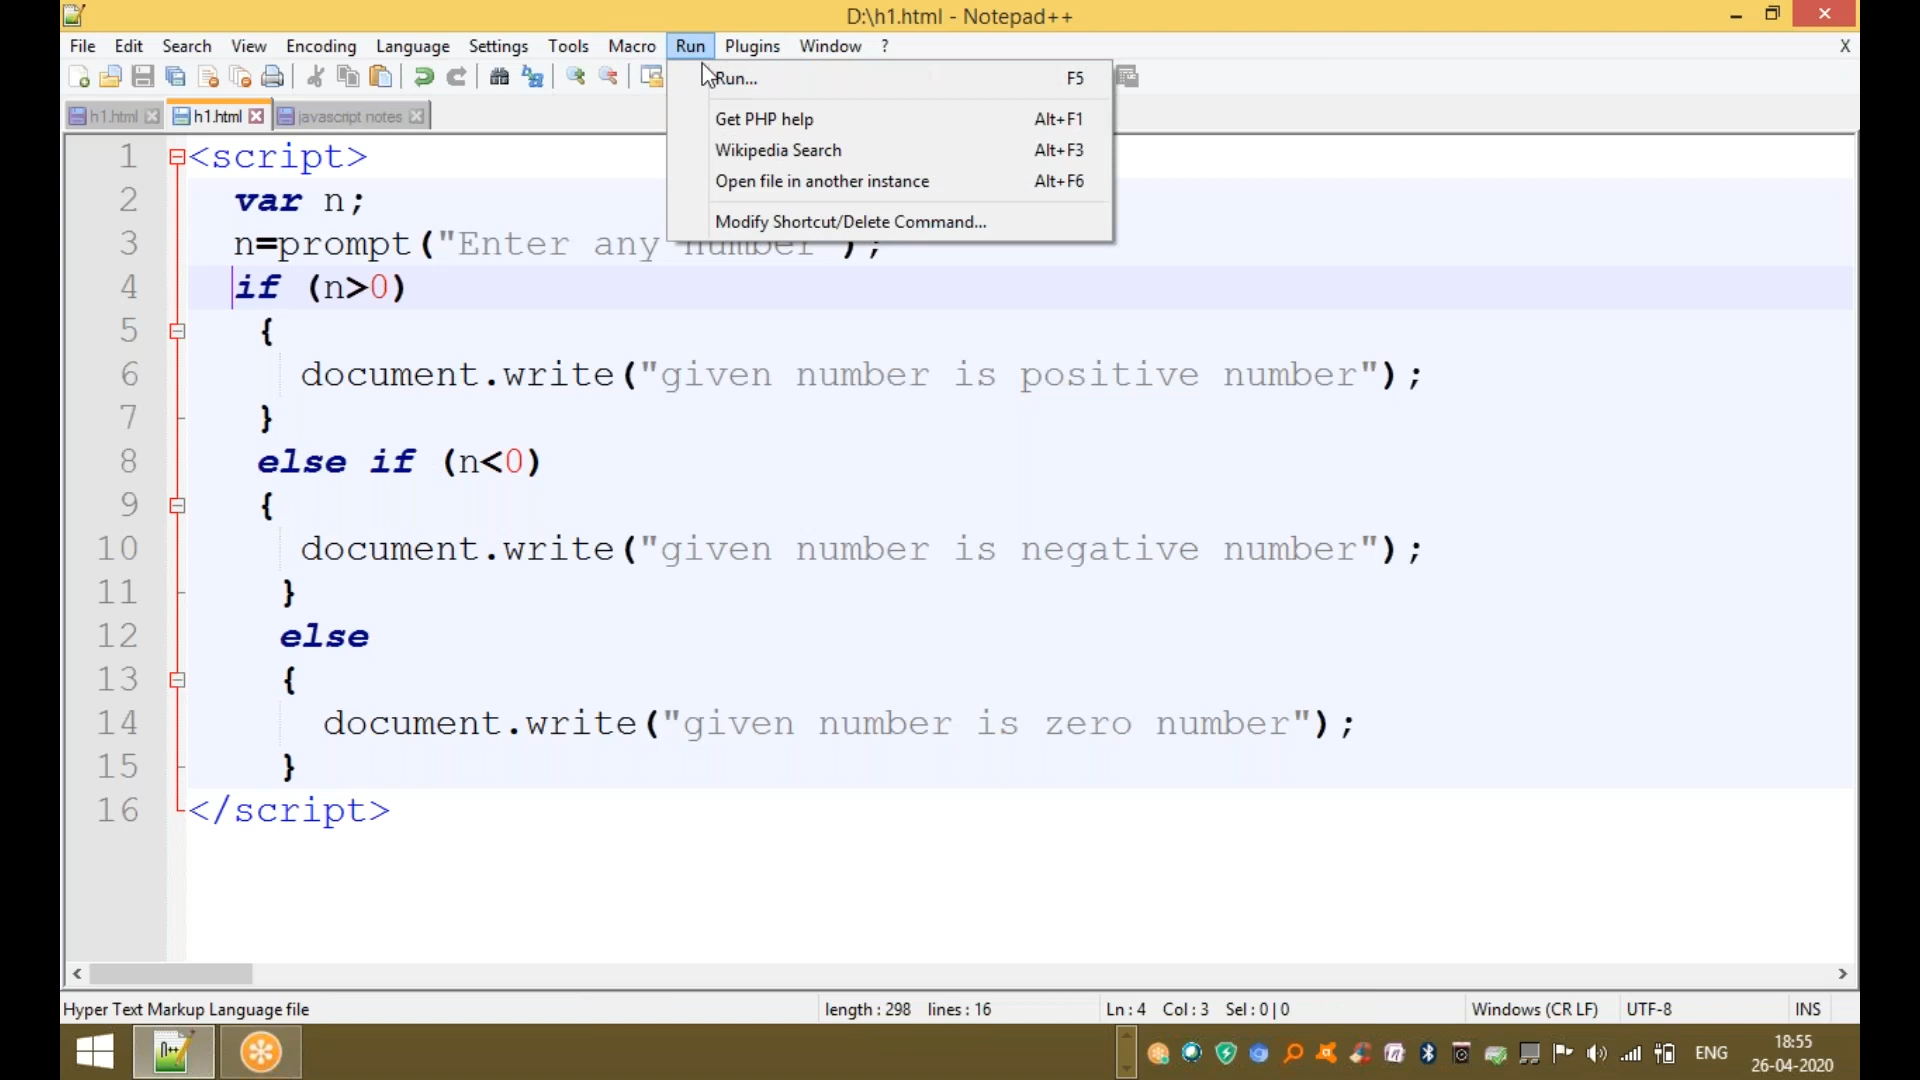 D:\h1.html - Notepad++
File Edit Search View Encoding Language Settings Tools Macro Run Plugins Window ? X
Run... F5
Get PHP help Alt+F1
Wikipedia Search Alt+F3
Open file in another instance Alt+F6
Modify Shortcut/Delete Command...
h1.html h1.html javascript notes
1 <script>
2 var n;
3 n=prompt("Enter any number");
4 if (n>0)
5 {
6 document.write("given number is positive number");
7 }
8 else if (n<0)
9 {
10 document.write("given number is negative number");
11 }
12 else
13 {
14 document.write("given number is zero number");
15 }
16 </script>
Hyper Text Markup Language file length : 298 lines : 16 Ln : 4 Col : 3 Sel : 0 | 0 Windows (CR LF) UTF-8 INS
ENG 18:55
26-04-2020